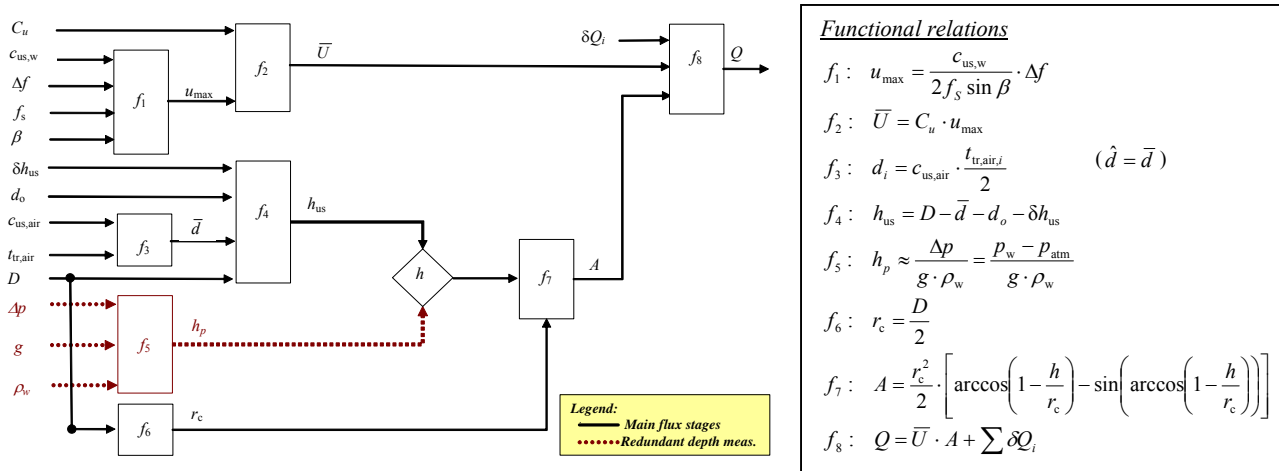 C_u
c_us,w
Δf
f_s
β
f_1
u_max
f_2
U̅
δQ_i
f_8
Q
δh_us
d_o
c_us,air
t_tr,air
D
f_3
d̅
f_4
h_us
h
f_7
A
Δp
g
ρ_w
f_5
h_p
f_6
r_c
Legend:
Main flux stages
Redundant depth meas.
Functional relations
f_1 : u_max = c_us,w / (2 f_S sin β) · Δf
f_2 : U̅ = C_u · u_max
f_3 : d_i = c_us,air · t_tr,air,i / 2 ( d̂ = d̅ )
f_4 : h_us = D − d̅ − d_o − δh_us
f_5 : h_p ≈ Δp / (g · ρ_w) = (p_w − p_atm) / (g · ρ_w)
f_6 : r_c = D / 2
f_7 : A = r_c² / 2 · [ arccos(1 − h / r_c) − sin( arccos(1 − h / r_c) ) ]
f_8 : Q = U̅ · A + ∑ δQ_i